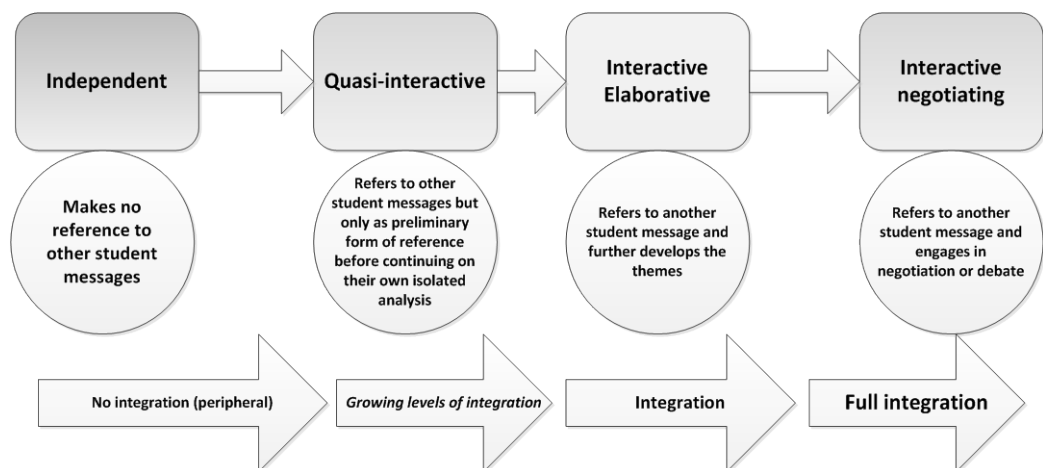 Independent
Quasi-interactive
Interactive
Elaborative
Interactive
negotiating
Makes no
reference to
other student
messages
Refers to other
student messages but
only as preliminary
form of reference
before continuing on
their own isolated
analysis
Refers to another
student message and
further develops the
themes
Refers to another
student message and
engages in
negotiation or debate
No integration (peripheral)
Growing levels of integration
Integration
Full integration